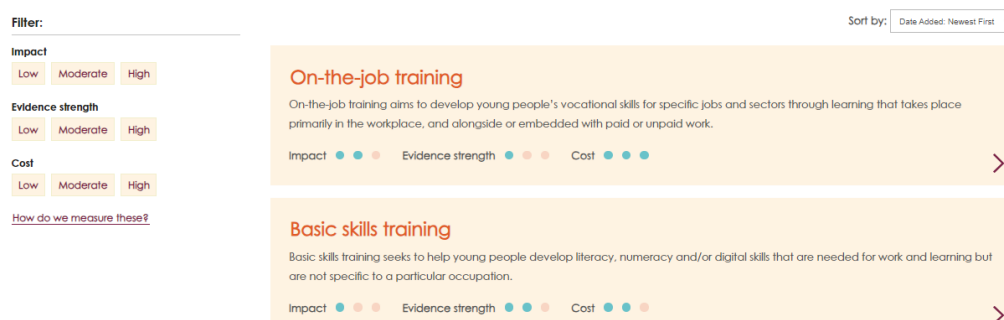 Filter:
Sort by: Date Added: Newest First
Impact
Low Moderate High
Evidence strength
Low Moderate High
Cost
Low Moderate High
How do we measure these?
On-the-job training
On-the-job training aims to develop young people's vocational skills for specific jobs and sectors through learning that takes place
primarily in the workplace, and alongside or embedded with paid or unpaid work.
Impact Evidence strength Cost
Basic skills training
Basic skills training seeks to help young people develop literacy, numeracy and/or digital skills that are needed for work and learning but
are not specific to a particular occupation.
Impact Evidence strength Cost